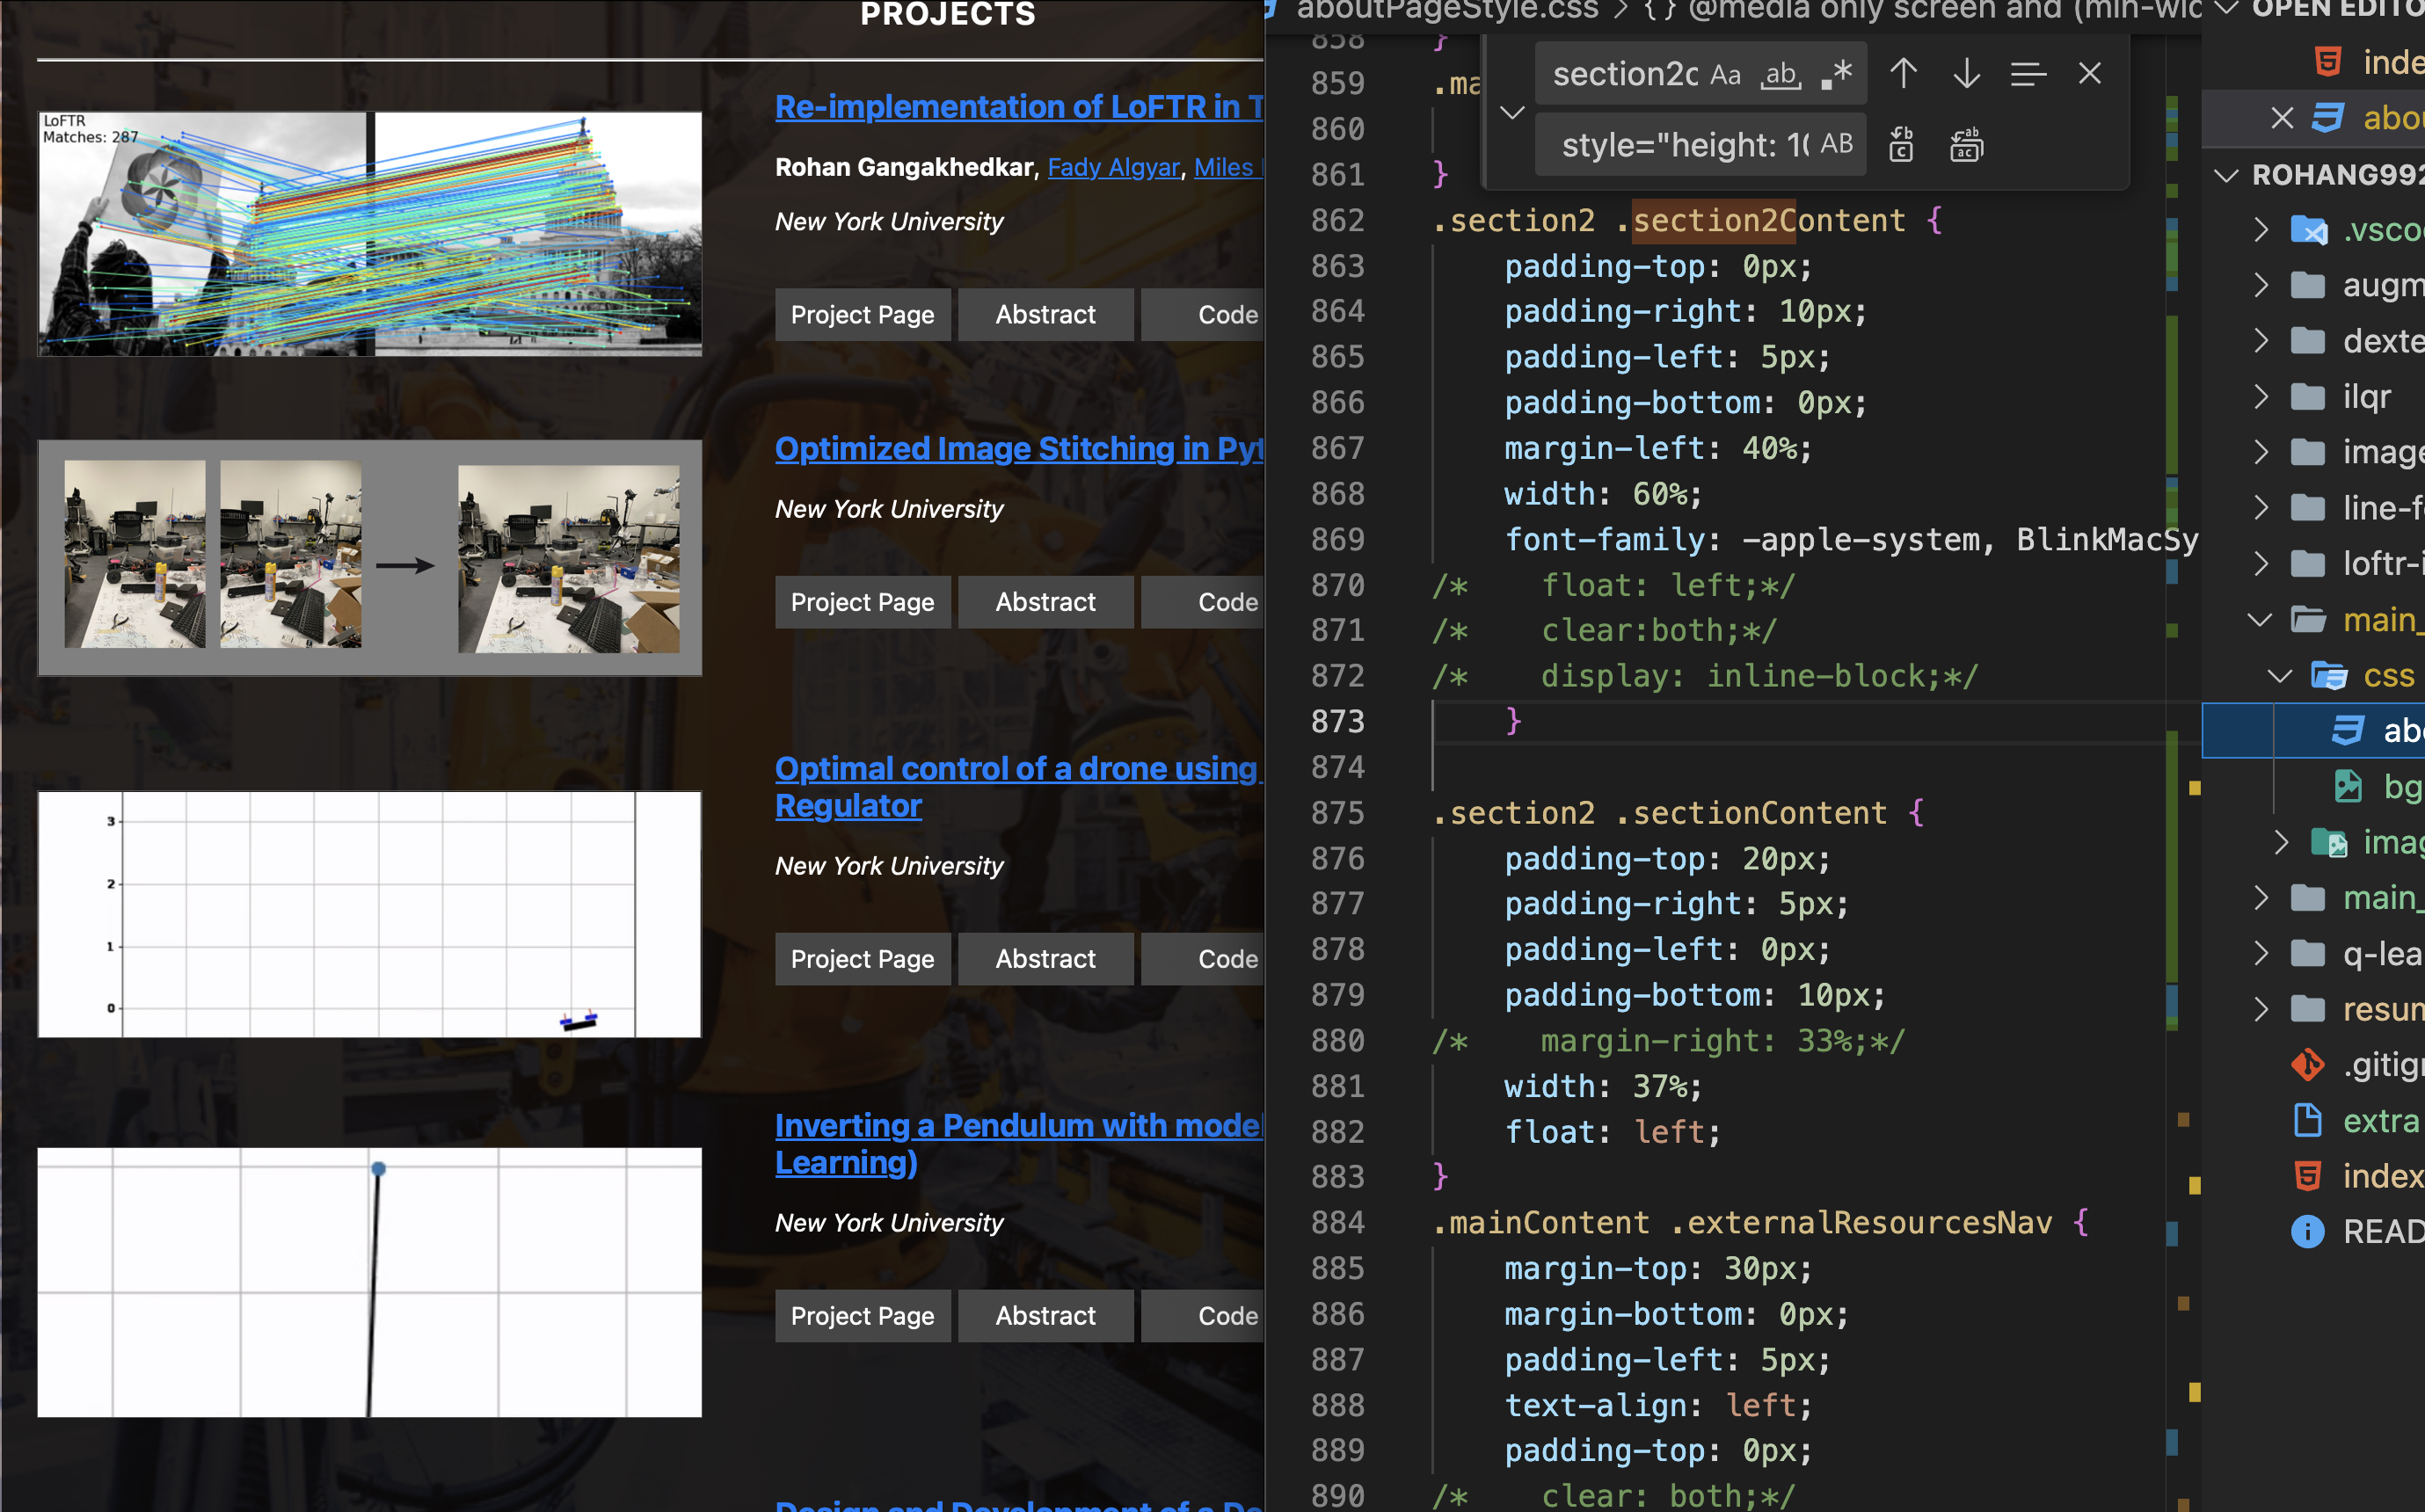 PROJECTS
LoFTR
Matches: 287
Re-implementation of LoFTR in T
Rohan Gangakhedkar, Fady Algyar, Miles
New York University
Project Page Abstract Code
Optimized Image Stitching in Pyt
New York University
Project Page Abstract Code
3
2
1
0
Optimal control of a drone using
Regulator
New York University
Project Page Abstract Code
Inverting a Pendulum with model
Learning)
New York University
Project Page Abstract Code
Design and Development of a De
aboutPageStyle.css > {} @media only screen and (min-wid
section2c Aa ab .*
style="height: 10 AB
858 }
859 .ma
860
861 }
862 .section2 .section2Content {
863 padding-top: 0px;
864 padding-right: 10px;
865 padding-left: 5px;
866 padding-bottom: 0px;
867 margin-left: 40%;
868 width: 60%;
869 font-family: -apple-system, BlinkMacSy
870 /* float: left;*/
871 /* clear:both;*/
872 /* display: inline-block;*/
873 }
874
875 .section2 .sectionContent {
876 padding-top: 20px;
877 padding-right: 5px;
878 padding-left: 0px;
879 padding-bottom: 10px;
880 /* margin-right: 33%;*/
881 width: 37%;
882 float: left;
883 }
884 .mainContent .externalResourcesNav {
885 margin-top: 30px;
886 margin-bottom: 0px;
887 padding-left: 5px;
888 text-align: left;
889 padding-top: 0px;
890 /* clear: both;*/
OPEN EDITO
inde
abou
ROHANG992
.vsco
augm
dexte
ilqr
image
line-f
loftr-i
main_
css
abo
bg
imag
main_
q-lea
resum
.gitign
extra
index
READ